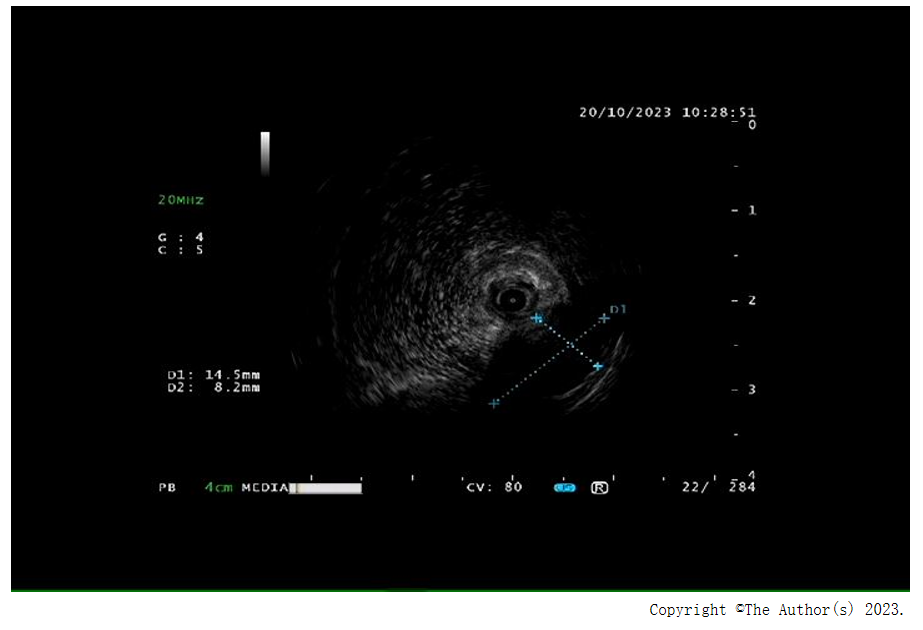 20/10/2023 10:28:51
0
20MHz
G : 4
C : 5
1
2
D1
D1: 14.5mm
D2: 8.2mm
3
4
PB 4cm MEDIA CV: 80 R 22/ 284
Copyright ©The Author(s) 2023.